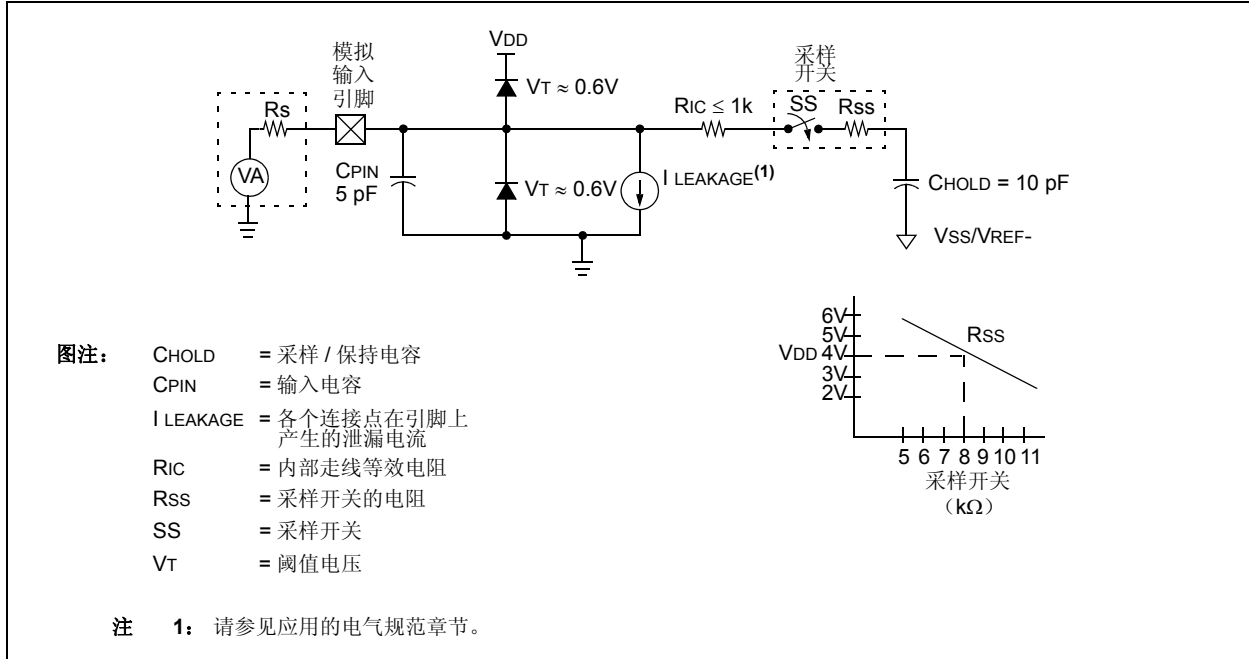 VDD
模拟
输入
引脚
采样
开关
VT ≈ 0.6V
Rs
RIC ≤ 1k
SS
Rss
VA
CPIN
5 pF
VT ≈ 0.6V
I LEAKAGE(1)
CHOLD = 10 pF
VSS/VREF-
6V
5V
VDD 4V
3V
2V
RSS
5 6 7 8 9 10 11
采样开关
（kΩ）
图注： CHOLD = 采样 / 保持电容
CPIN = 输入电容
I LEAKAGE = 各个连接点在引脚上
产生的泄漏电流
RIC = 内部走线等效电阻
RSS = 采样开关的电阻
SS = 采样开关
VT = 阈值电压
注 1： 请参见应用的电气规范章节。